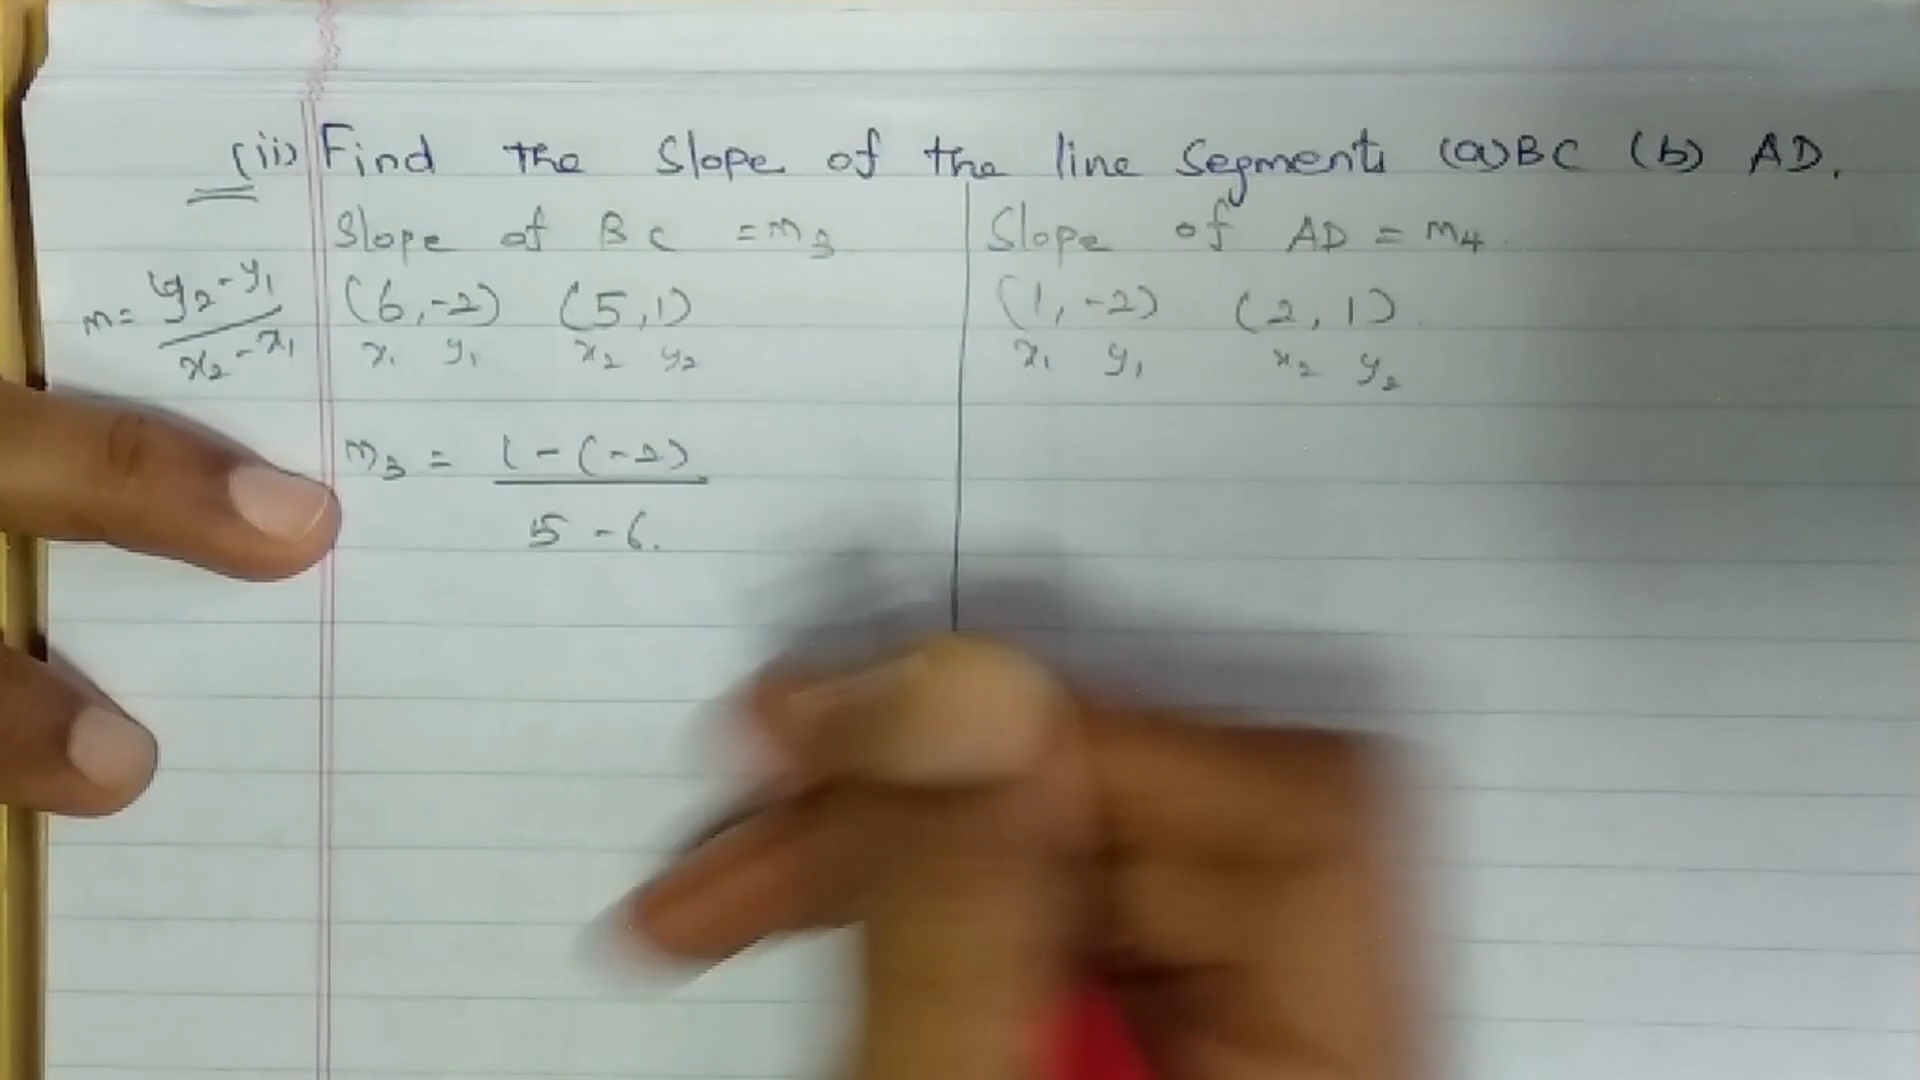 (ii) Find the Slope of the line Segments (a) BC (b) AD.
Slope of BC = m3
m = y2 - y1 / x2 - x1
(6, -2) (5, 1)
x1 y1 x2 y2
m3 = 1 - (-2) / 5 - 6.
Slope of AD = m4.
(1, -2) (2, 1).
x1 y1 x2 y2